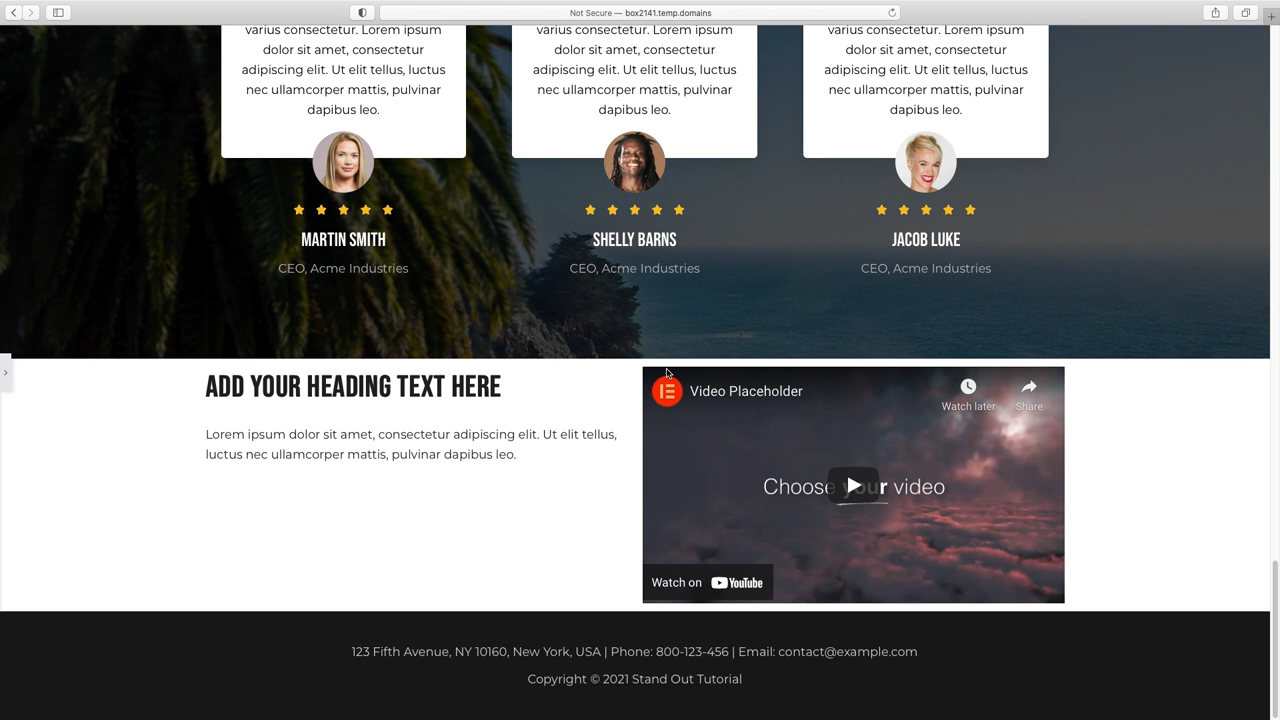 Not Secure — box2141.temp.domains
varius consectetur. Lorem ipsum
dolor sit amet, consectetur
adipiscing elit. Ut elit tellus, luctus
nec ullamcorper mattis, pulvinar
dapibus leo.
MARTIN SMITH
CEO, Acme Industries
varius consectetur. Lorem ipsum
dolor sit amet, consectetur
adipiscing elit. Ut elit tellus, luctus
nec ullamcorper mattis, pulvinar
dapibus leo.
SHELLY BARNS
CEO, Acme Industries
varius consectetur. Lorem ipsum
dolor sit amet, consectetur
adipiscing elit. Ut elit tellus, luctus
nec ullamcorper mattis, pulvinar
dapibus leo.
JACOB LUKE
CEO, Acme Industries
ADD YOUR HEADING TEXT HERE
Lorem ipsum dolor sit amet, consectetur adipiscing elit. Ut elit tellus,
luctus nec ullamcorper mattis, pulvinar dapibus leo.
Video Placeholder
Watch later
Share
Choose your video
Watch on YouTube
123 Fifth Avenue, NY 10160, New York, USA | Phone: 800-123-456 | Email: contact@example.com
Copyright © 2021 Stand Out Tutorial